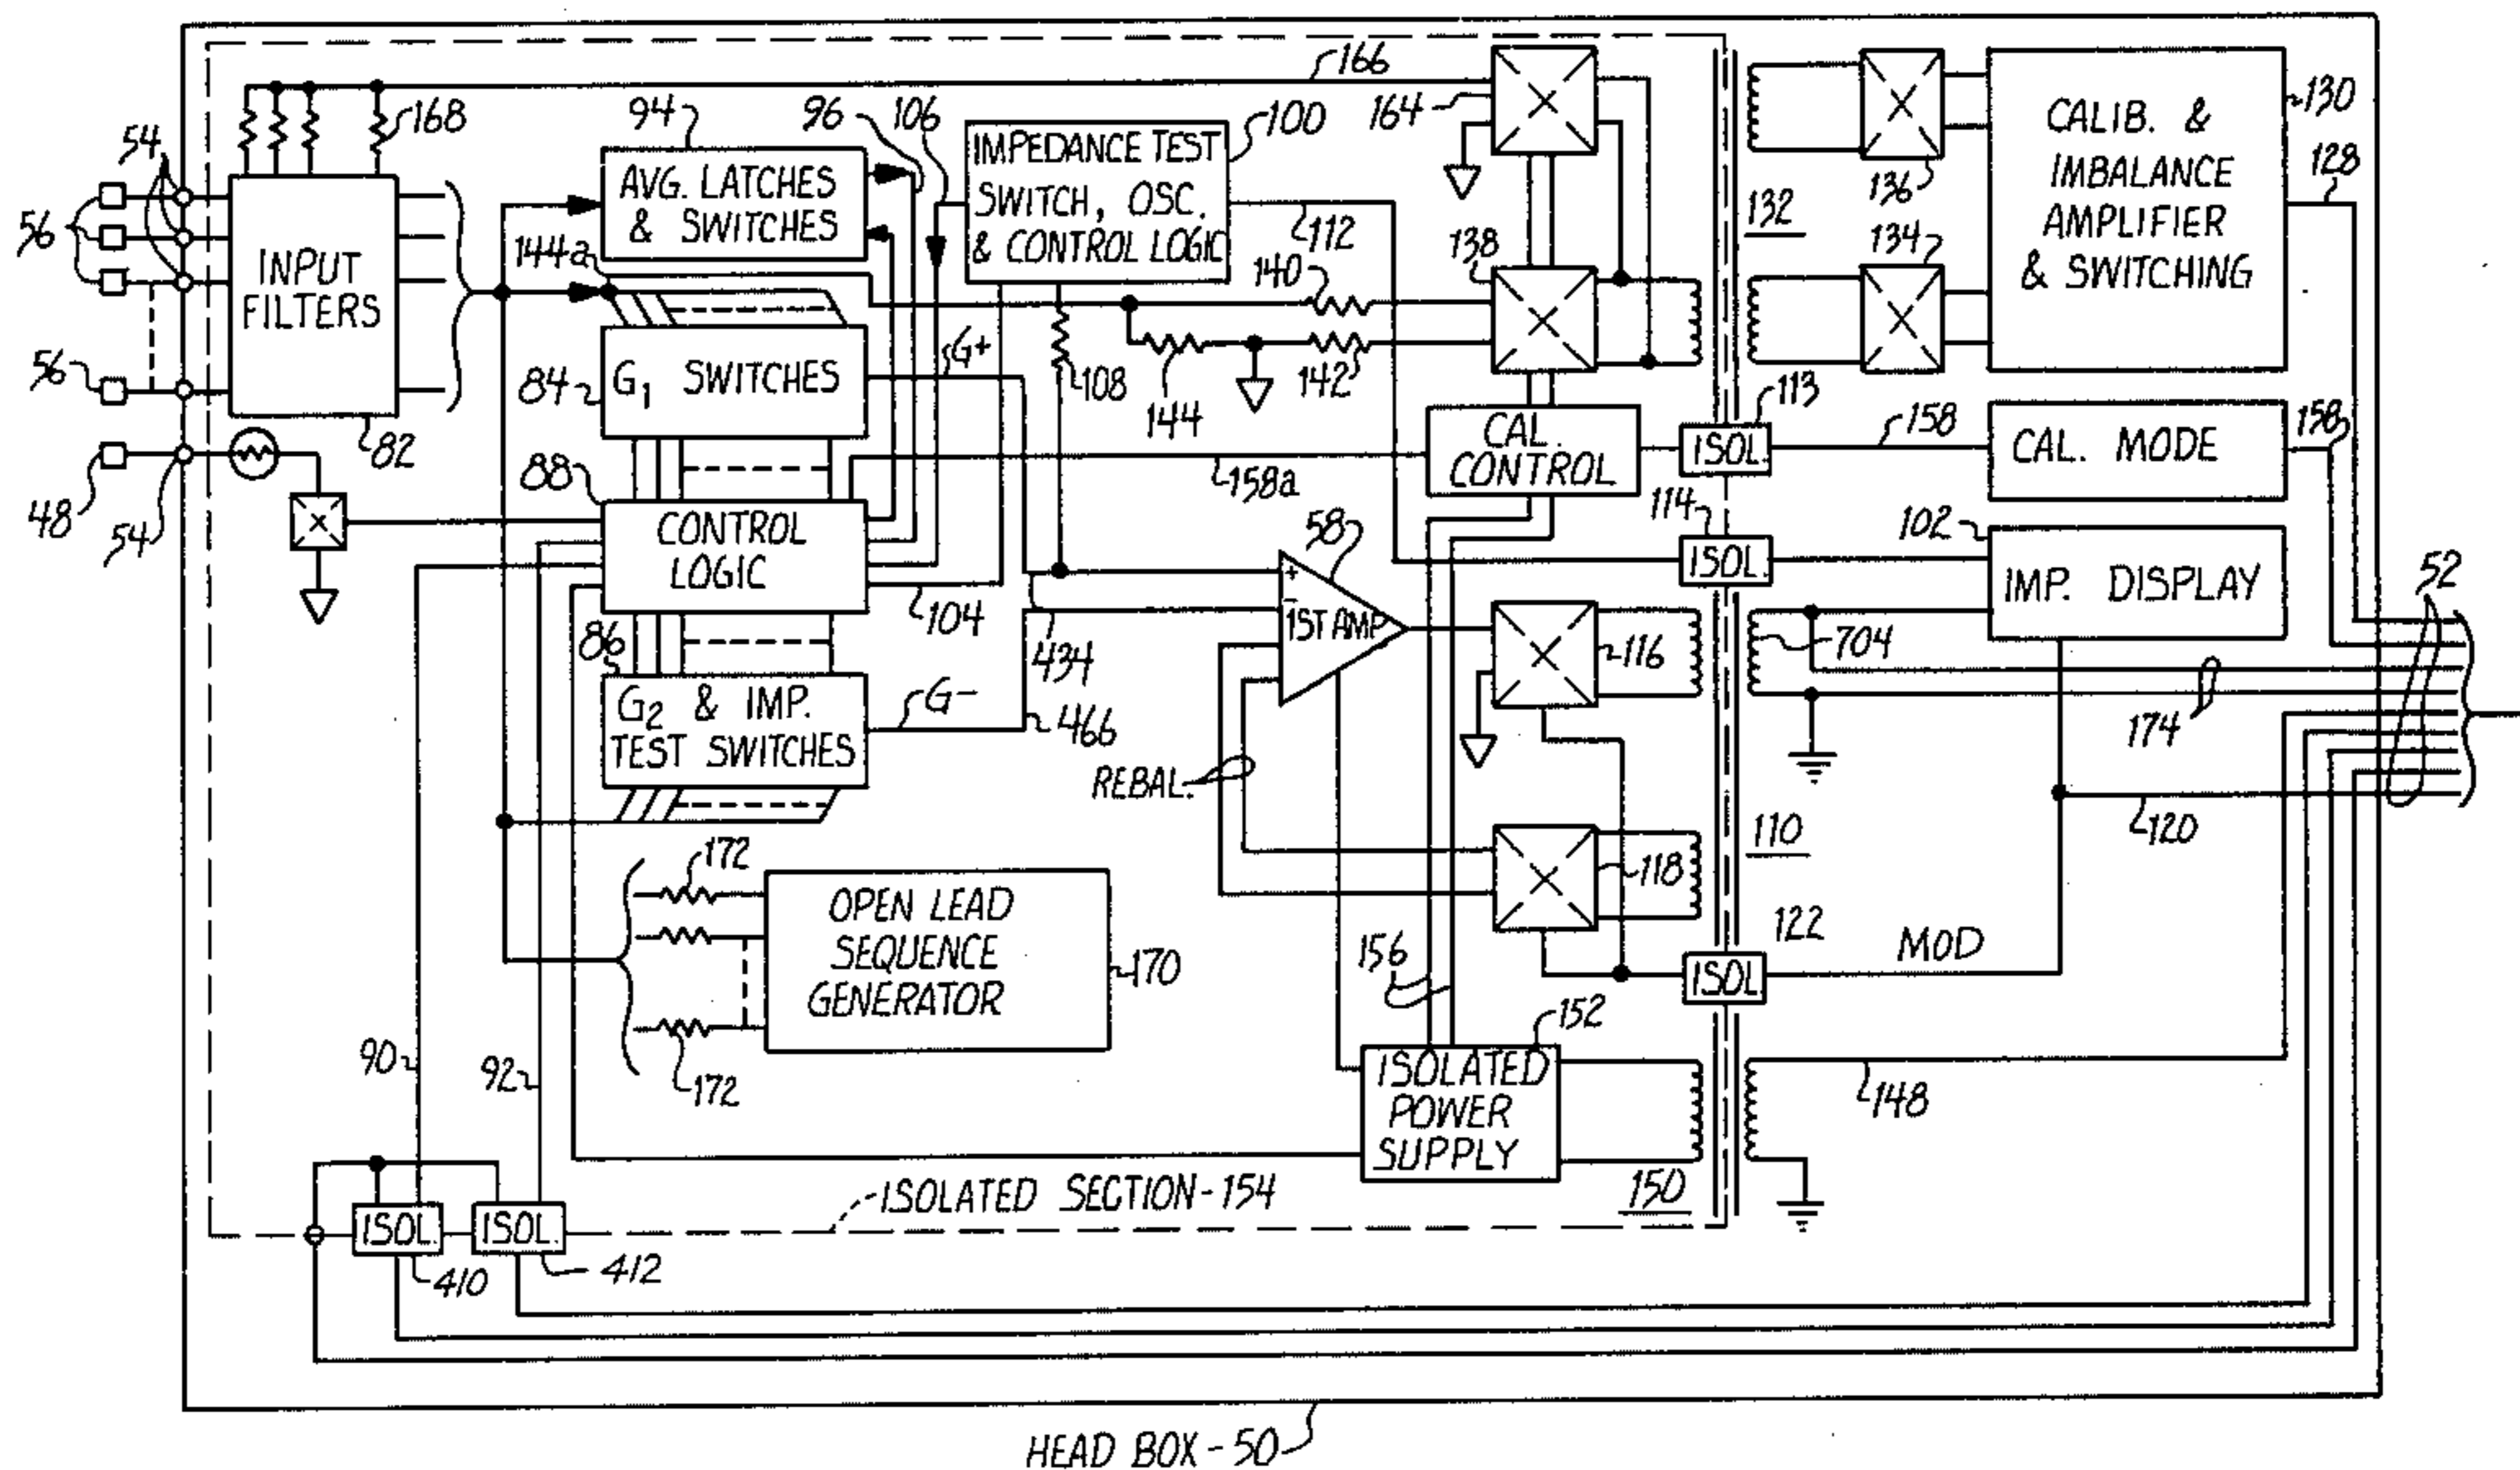 166
94
96
106
100
164
168
54
130
CALIB. &
IMBALANCE
AMPLIFIER
& SWITCHING
128
136
132
134
IMPEDANCE TEST
SWITCH, OSC.
& CONTROL LOGIC
112
AVG. LATCHES
& SWITCHES
144a
138
140
56
INPUT
FILTERS
56
82
84
G1 SWITCHES
G+
108
144
142
113
CAL.
CONTROL
ISOL.
158
CAL. MODE
158
48
54
88
CONTROL
LOGIC
158a
114
ISOL.
102
IMP. DISPLAY
52
58
+
-
1ST AMP
104
434
86
G2 & IMP.
TEST SWITCHES
G-
466
116
704
174
REBAL.
110
120
118
172
OPEN LEAD
SEQUENCE
GENERATOR
170
172
156
122
MOD
ISOL
152
ISOLATED
POWER
SUPPLY
150
148
90
92
ISOL.
ISOL.
410
412
ISOLATED SECTION-154
HEAD BOX-50